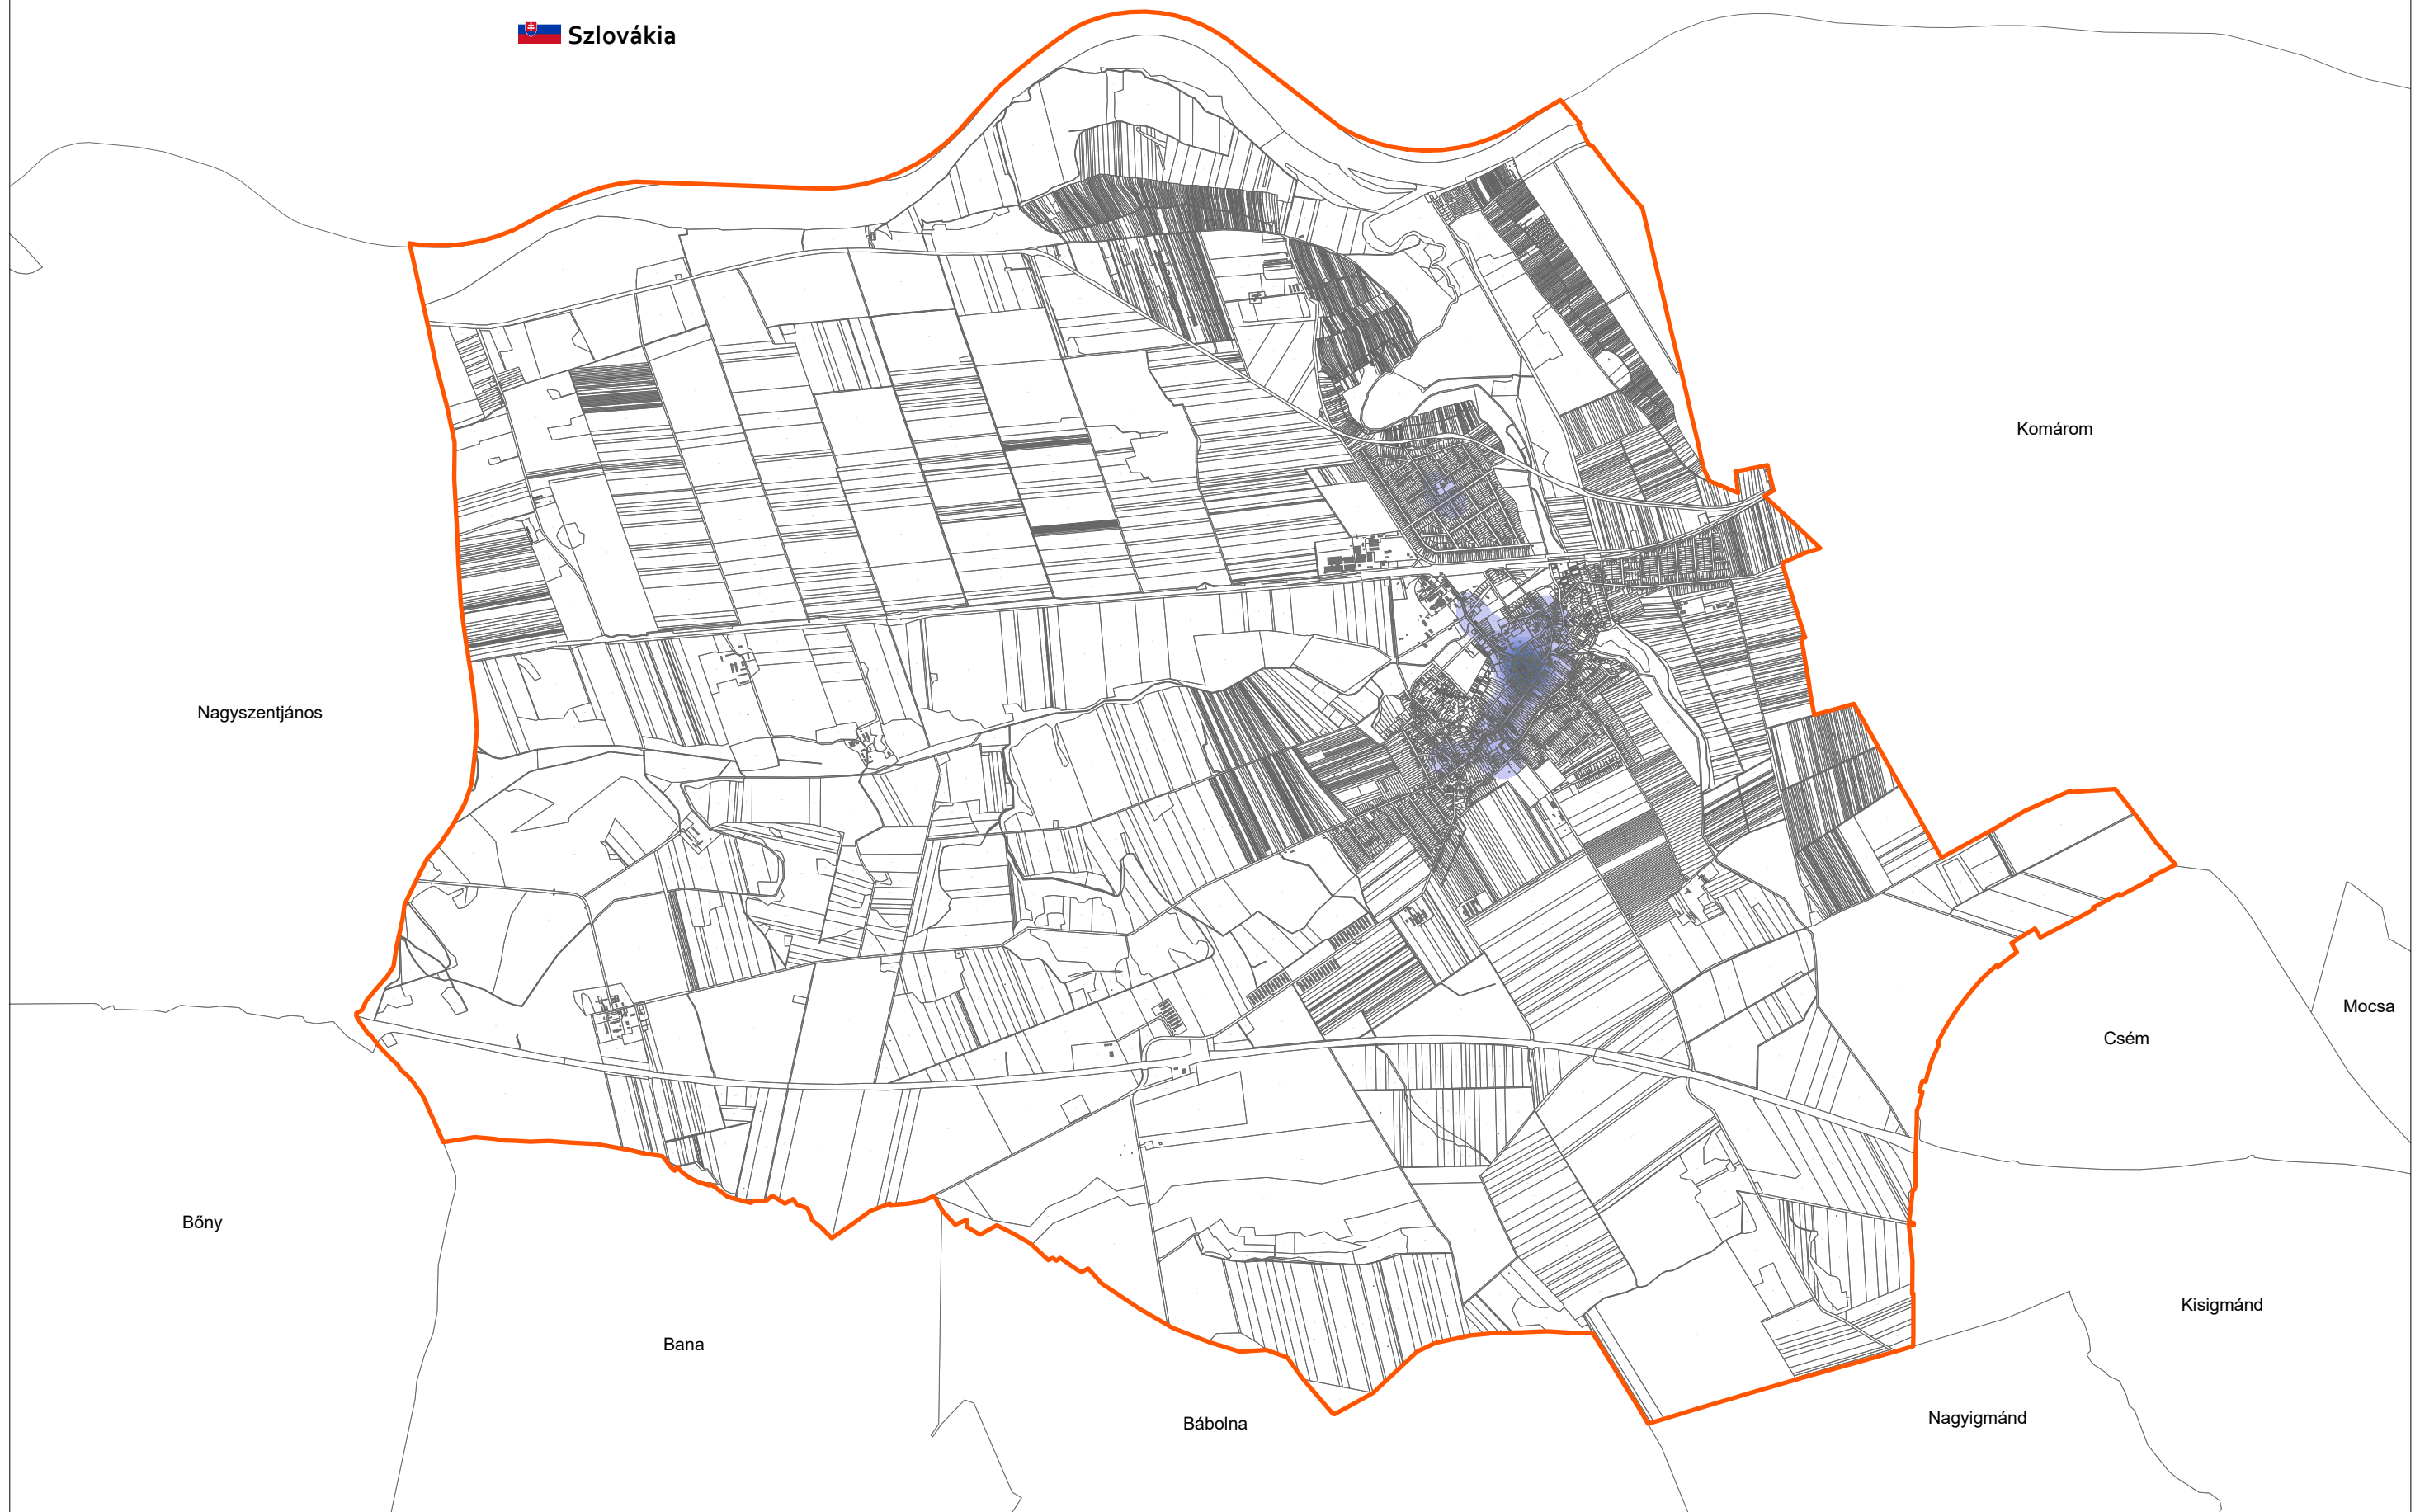 Szlovákia
Komárom
Nagyszentjános
Mocsa
Csém
Bőny
Kisigmánd
Bana
Nagyigmánd
Bábolna